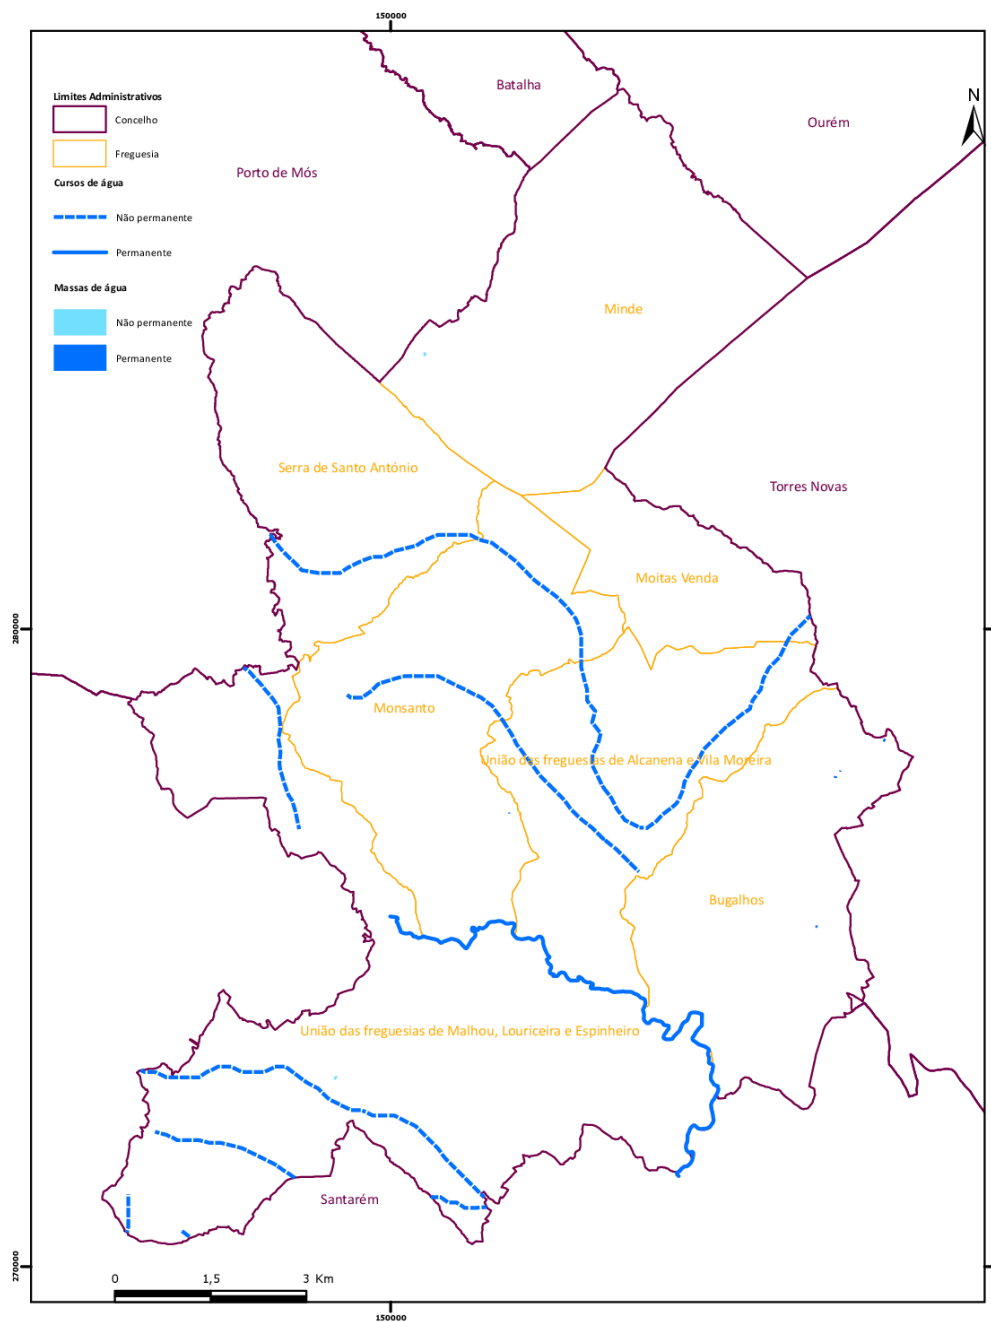 150000
Batalha
Limites Administrativos
N
Concelho
Ourém
Freguesia
Porto de Mós
Cursos de água
Não permanente
Permanente
Massas de água
Minde
Não permanente
Permanente
Serra de Santo António
Torres Novas
Moitas Venda
280000
Monsanto
União das freguesias de Alcanena e Vila Moreira
Bugalhos
União das freguesias de Malhou, Louriceira e Espinheiro
Santarém
270000
0 1,5 3 Km
150000